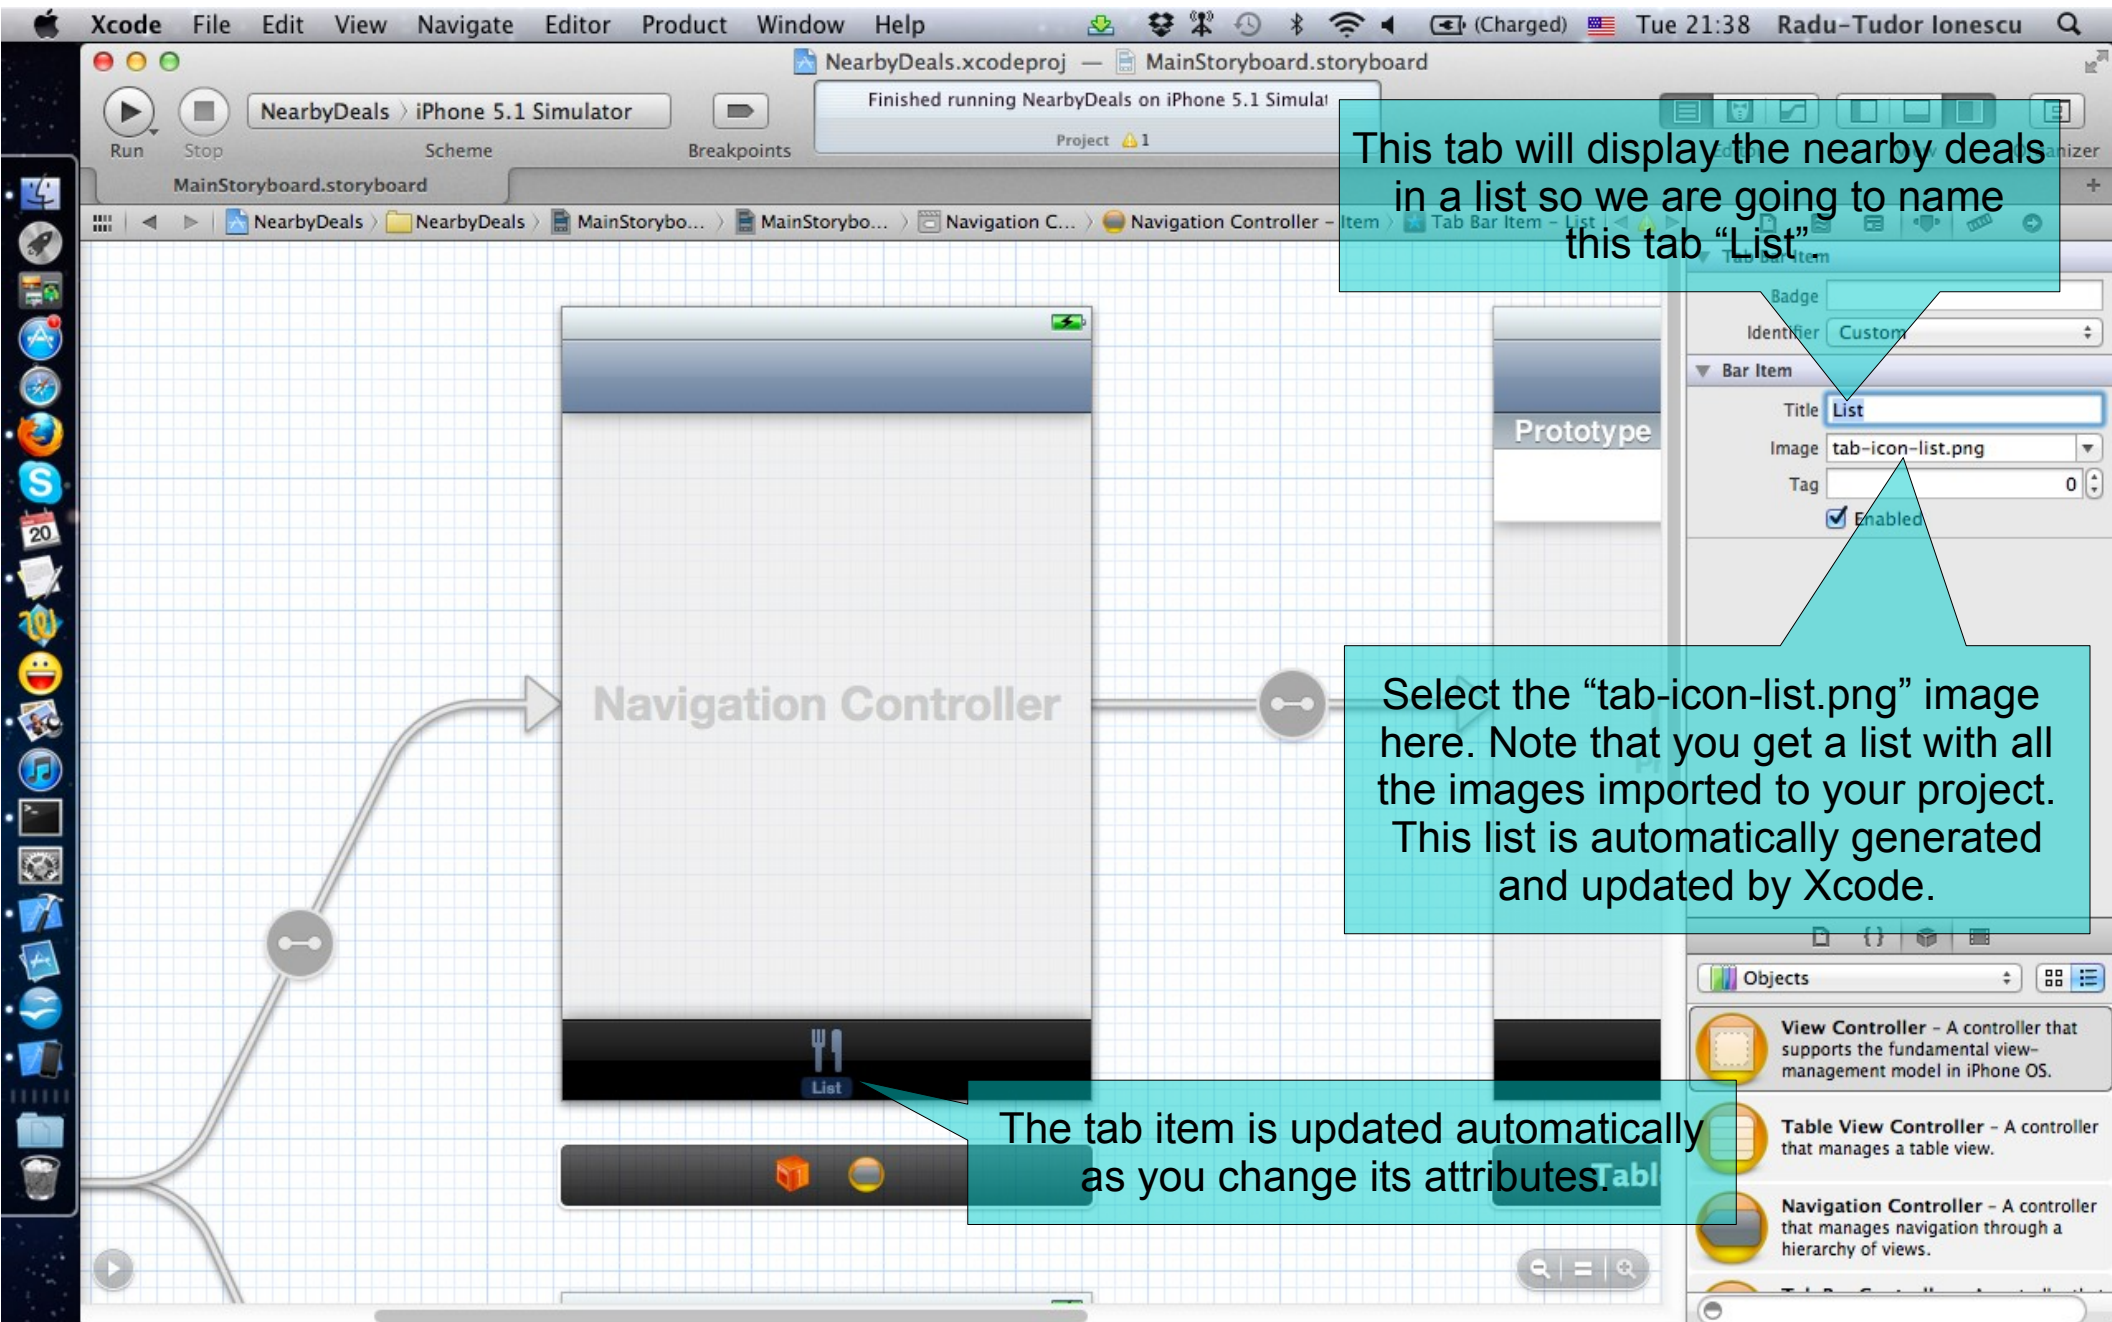 Xcode File Edit View Navigate Editor Product Window Help (Charged) Tue 21:38 Radu-Tudor Ionescu
NearbyDeals.xcodeproj — MainStoryboard.storyboard
NearbyDeals › iPhone 5.1 Simulator
Finished running NearbyDeals on iPhone 5.1 Simulat
Project 1
Run Stop Scheme Breakpoints Editor View Organizer
This tab will display the nearby deals
in a list so we are going to name
this tab “List”.
MainStoryboard.storyboard
NearbyDeals › NearbyDeals › MainStorybo... › MainStorybo... › Navigation C... › Navigation Controller – Item › Tab Bar Item – List
Tab Bar Item
Badge
Identifier Custom
Bar Item
Title List
Image tab-icon-list.png
Tag 0
Enabled
Prototype
20
Navigation Controller
Select the “tab-icon-list.png” image
here. Note that you get a list with all
the images imported to your project.
This list is automatically generated
and updated by Xcode.
Objects
View Controller – A controller that
supports the fundamental view-
management model in iPhone OS.
List
The tab item is updated automatically
as you change its attributes.
Tabl
Table View Controller – A controller
that manages a table view.
Navigation Controller – A controller
that manages navigation through a
hierarchy of views.